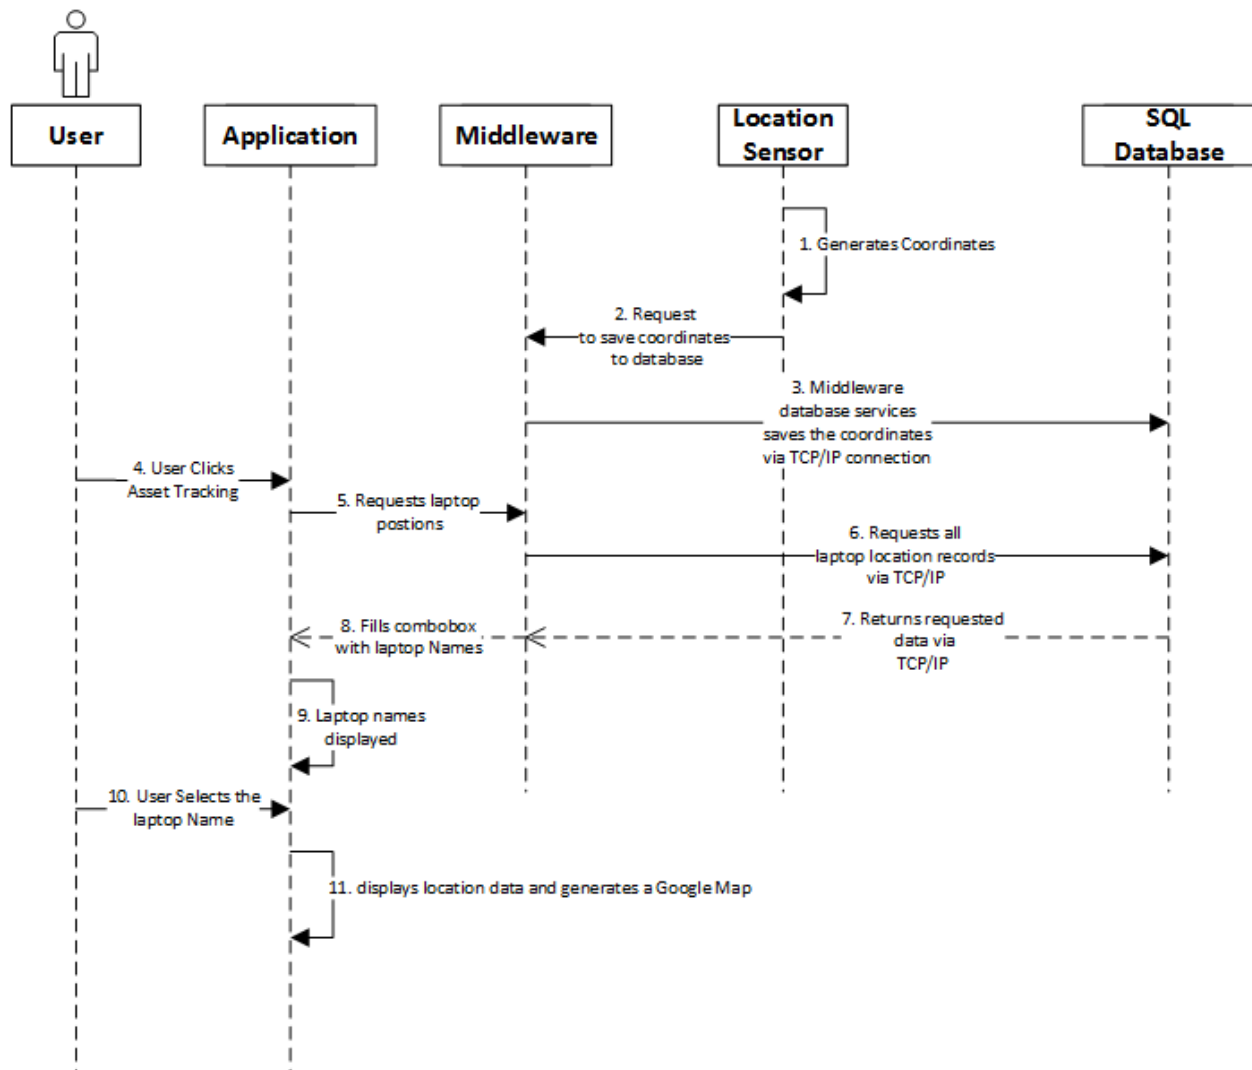 User
Application
Middleware
Location
Sensor
SQL
Database
1. Generates Coordinates
2. Request
to save coordinates
to database
3. Middleware
database services
saves the coordinates
via TCP/IP connection
4. User Clicks
Asset Tracking
5. Requests laptop
postions
6. Requests all
laptop location records
via TCP/IP
7. Returns requested
data via
TCP/IP
8. Fills combobox
with laptop Names
9. Laptop names
displayed
10. User Selects the
laptop Name
11. displays location data and generates a Google Map